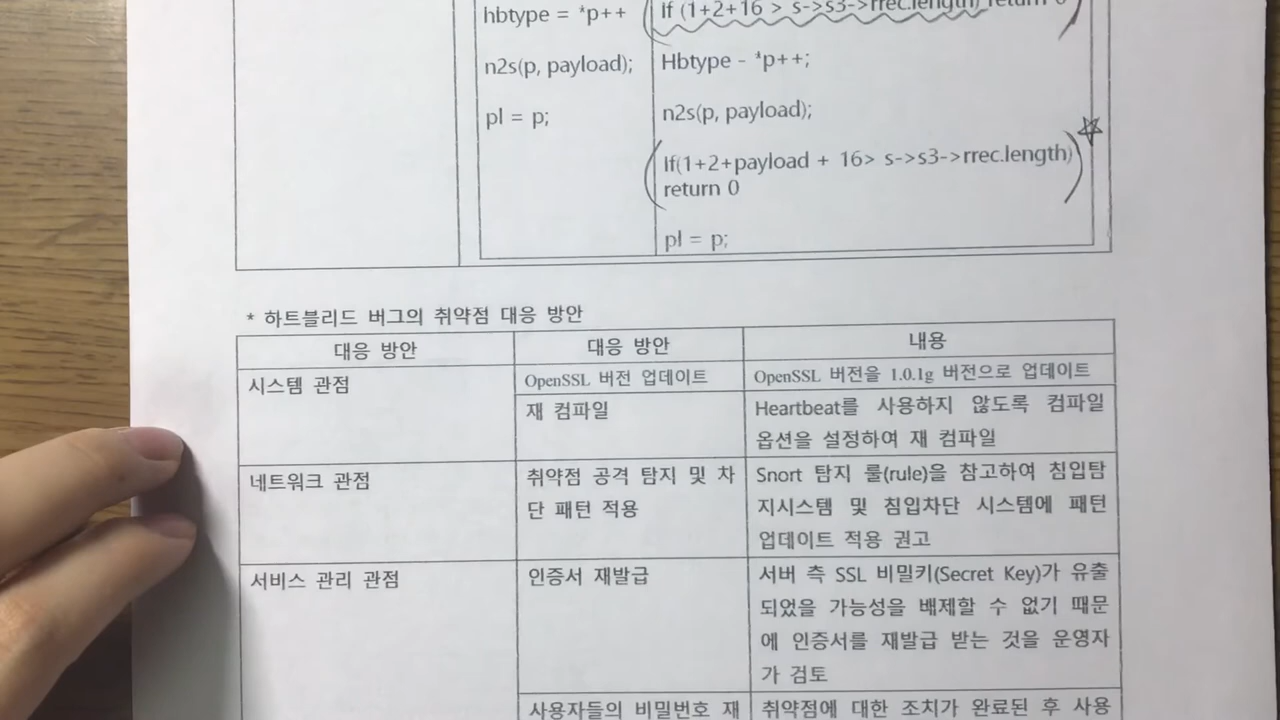 hbtype = *p++
n2s(p, payload);
pl = p;
If (1+2+16 > s->s3->rrec.length) return 0
Hbtype - *p++;
n2s(p, payload);
If(1+2+payload + 16> s->s3->rrec.length)
return 0
pl = p;
* 하트블리드 버그의 취약점 대응 방안
대응 방안 대응 방안 내용
시스템 관점 OpenSSL 버전 업데이트 OpenSSL 버전을 1.0.1g 버전으로 업데이트
재 컴파일 Heartbeat를 사용하지 않도록 컴파일
옵션을 설정하여 재 컴파일
네트워크 관점 취약점 공격 탐지 및 차 Snort 탐지 룰(rule)을 참고하여 침입탐
단 패턴 적용 지시스템 및 침입차단 시스템에 패턴
업데이트 적용 권고
서비스 관리 관점 인증서 재발급 서버 측 SSL 비밀키(Secret Key)가 유출
되었을 가능성을 배제할 수 없기 때문
에 인증서를 재발급 받는 것을 운영자
가 검토
사용자들의 비밀번호 재 취약점에 대한 조치가 완료된 후 사용